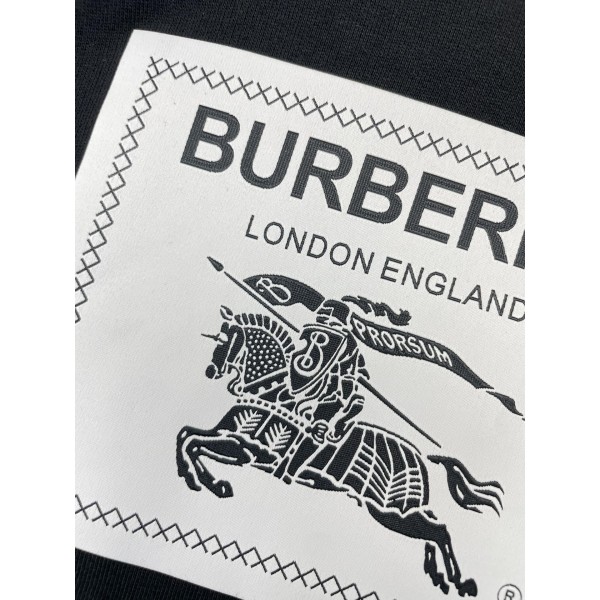 BURBER
LONDON ENGLAND
B
PRORSUM
B
®